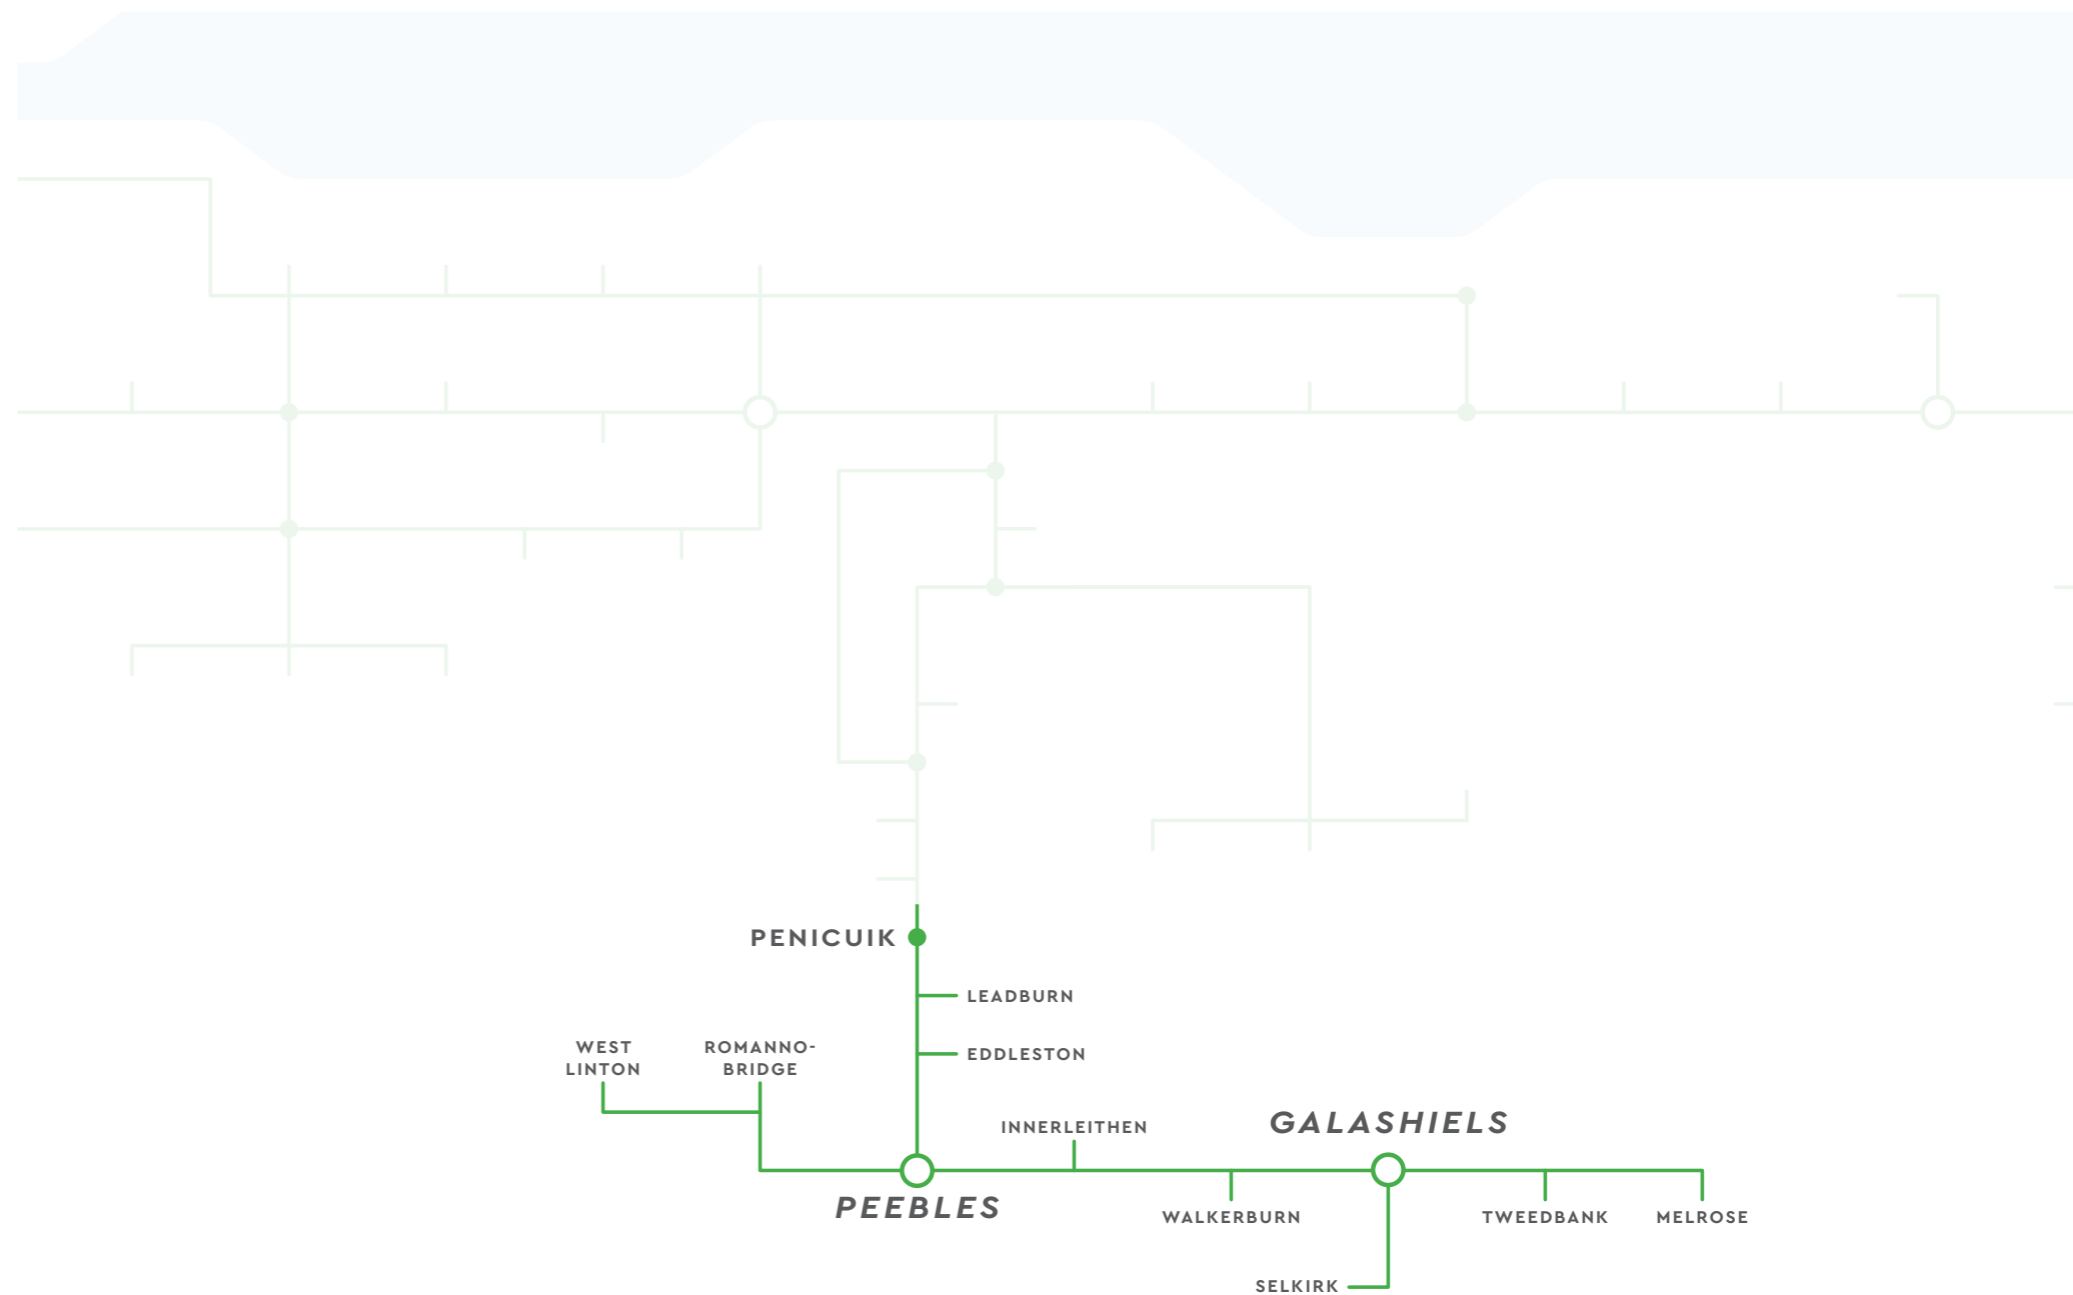 PENICUIK
LEADBURN
WEST
LINTON
ROMANNO-
BRIDGE
EDDLESTON
INNERLEITHEN
GALASHIELS
PEEBLES
WALKERBURN
TWEEDBANK
MELROSE
SELKIRK